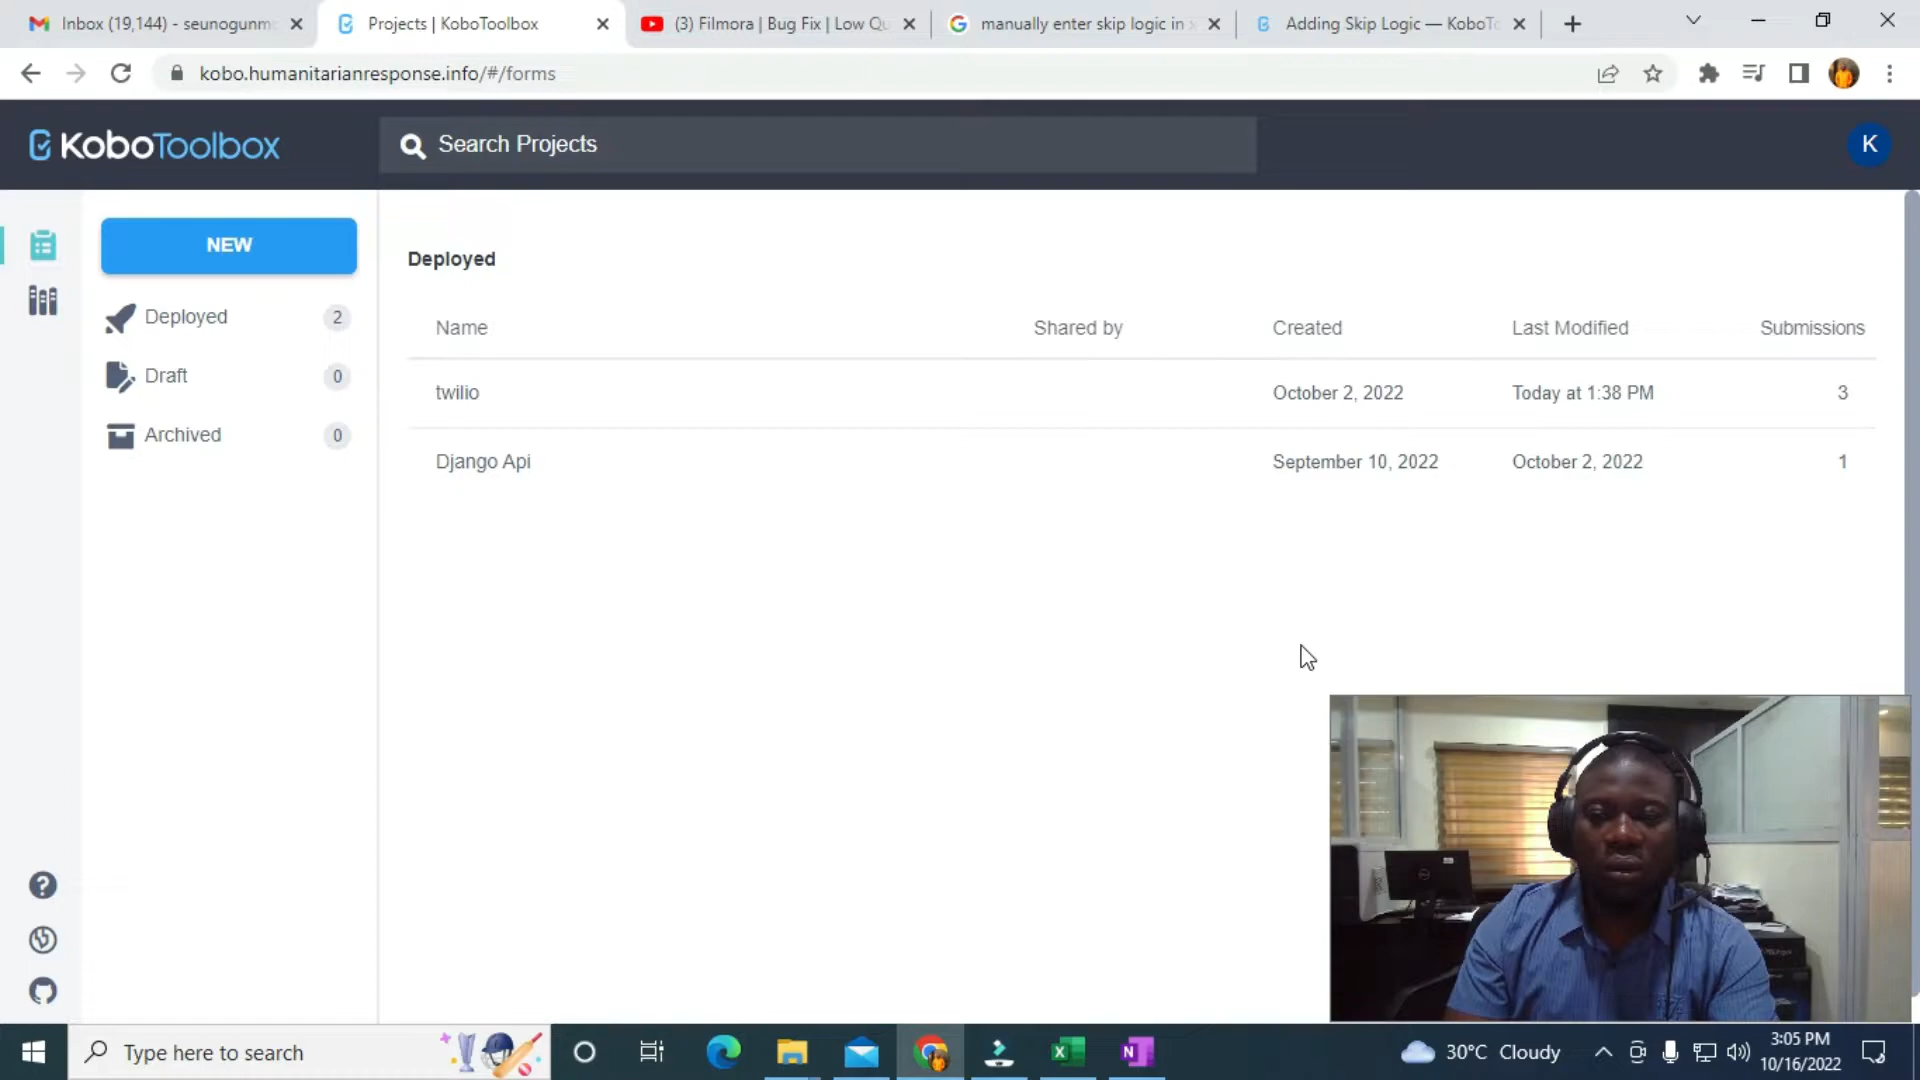 Inbox (19,144) - seunogunm
Projects | KoboToolbox
(3) Filmora | Bug Fix | Low Qu
manually enter skip logic in x
Adding Skip Logic — KoboTo
kobo.humanitarianresponse.info/#/forms
KoboToolbox
Search Projects
K
NEW
Deployed 2
Draft 0
Archived 0
Deployed
Name Shared by Created Last Modified Submissions
twilio October 2, 2022 Today at 1:38 PM 3
Django Api September 10, 2022 October 2, 2022 1
Type here to search
30°C Cloudy
3:05 PM
10/16/2022